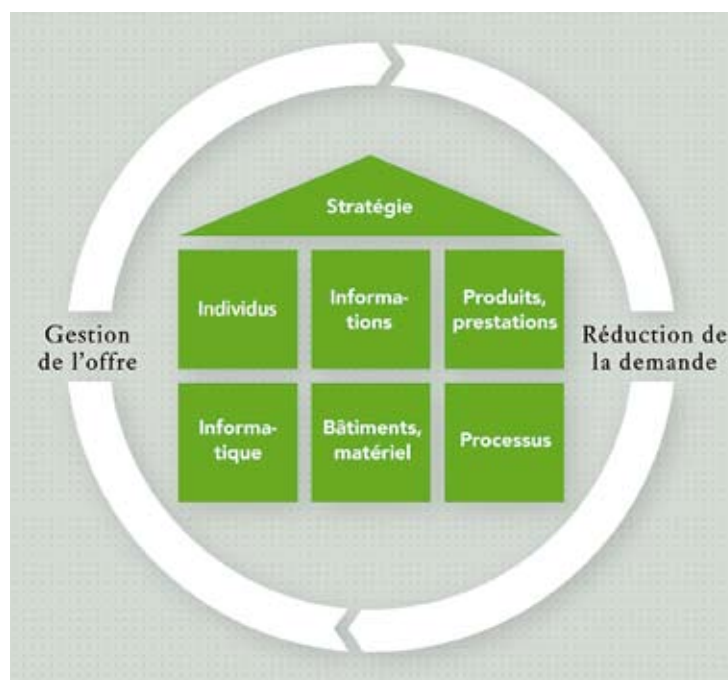 Stratégie
Individus
Informa-
tions
Produits,
prestations
Gestion
de l'offre
Réduction de
la demande
Informa-
tique
Bâtiments,
matériel
Processus